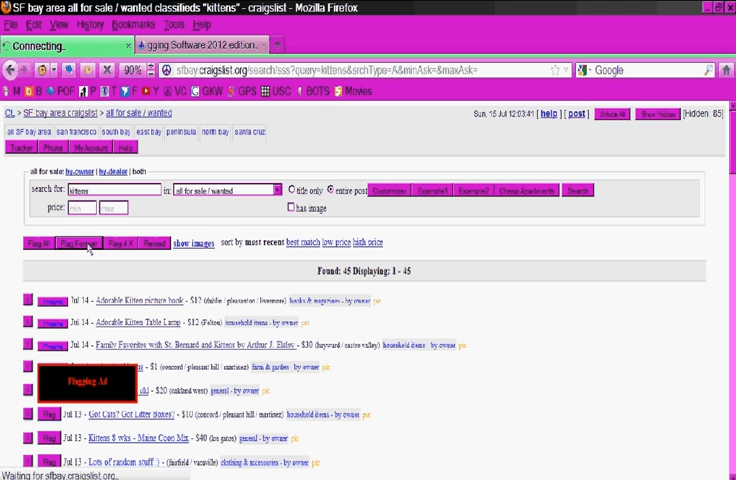 SF bay area all for sale / wanted classifieds "kittens" - craigslist - Mozilla Firefox
File Edit View History Bookmarks Tools Help
Connecting... gging Software 2012 edition...
90% sfbay.craigslist.org/search/sss?query=kittens&srchType=A&minAsk=&maxAsk= Google
M D B POF P T F Y VC GKW GPS USC BOTS Movies
CL > SF bay area craigslist > all for sale / wanted Sun, 15 Jul 12:03:41 [ help ] [ post ] Unhide All Show Hidden [Hidden: 85]
all SF bay area san francisco south bay east bay peninsula north bay santa cruz
Tracker Phone My Account Help
all for sale: by-owner | by-dealer | both
search for: kittens in: all for sale / wanted title only entire post Customizer Example1 Example2 Cheap Apartments Search
price: min max has image
Flag All Flag Forever Flag 4 X Reload show images sort by most recent best match low price high price
Found: 45 Displaying: 1 - 45
Jul 14 - Adorable Kitten picture book - $12 (dublin / pleasanton / livermore) books & magazines - by owner pic
Jul 14 - Adorable Kitten Table Lamp - $12 (Felton) household items - by owner pic
Jul 14 - Family Favorites with St. Bernard and Kittens by Arthur J. Elsley - $30 (hayward / castro valley) household items - by owner pic
- $1 (concord / pleasant hill / martinez) farm & garden - by owner pic
Flagging Ad
old - $20 (oakland west) general - by owner pic
Flag Jul 13 - Got Cats? Got Litter Boxes? - $10 (concord / pleasant hill / martinez) household items - by owner pic
Flag Jul 13 - Kittens 8 wks - Maine Coon Mix - $40 (los gatos) general - by owner pic
Flag Jul 13 - Lots of random stuff :) - (fairfield / vacaville) clothing & accessories - by owner pic
Waiting for sfbay.craigslist.org...